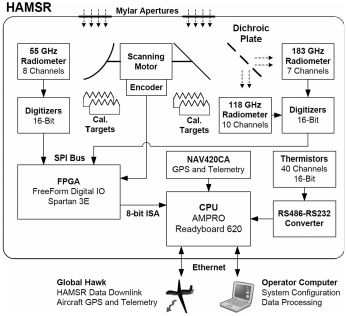 HAMSR
Mylar Apertures
Dichroic
Plate
55 GHz
Radiometer
8 Channels
Scanning
Motor
Encoder
183 GHz
Radiometer
7 Channels
Digitizers
16-Bit
Cal.
Targets
Cal.
Targets
118 GHz
Radiometer
10 Channels
Digitizers
16-Bit
SPI Bus
FPGA
FreeForm Digital IO
Spartan 3E
NAV420CA
GPS and Telemetry
Thermistors
40 Channels
16-Bit
8-bit ISA
CPU
AMPRO
Readyboard 620
RS486-RS232
Converter
Ethernet
Global Hawk
HAMSR Data Downlink
Aircraft GPS and Telemetry
Operator Computer
System Configuration
Data Processing